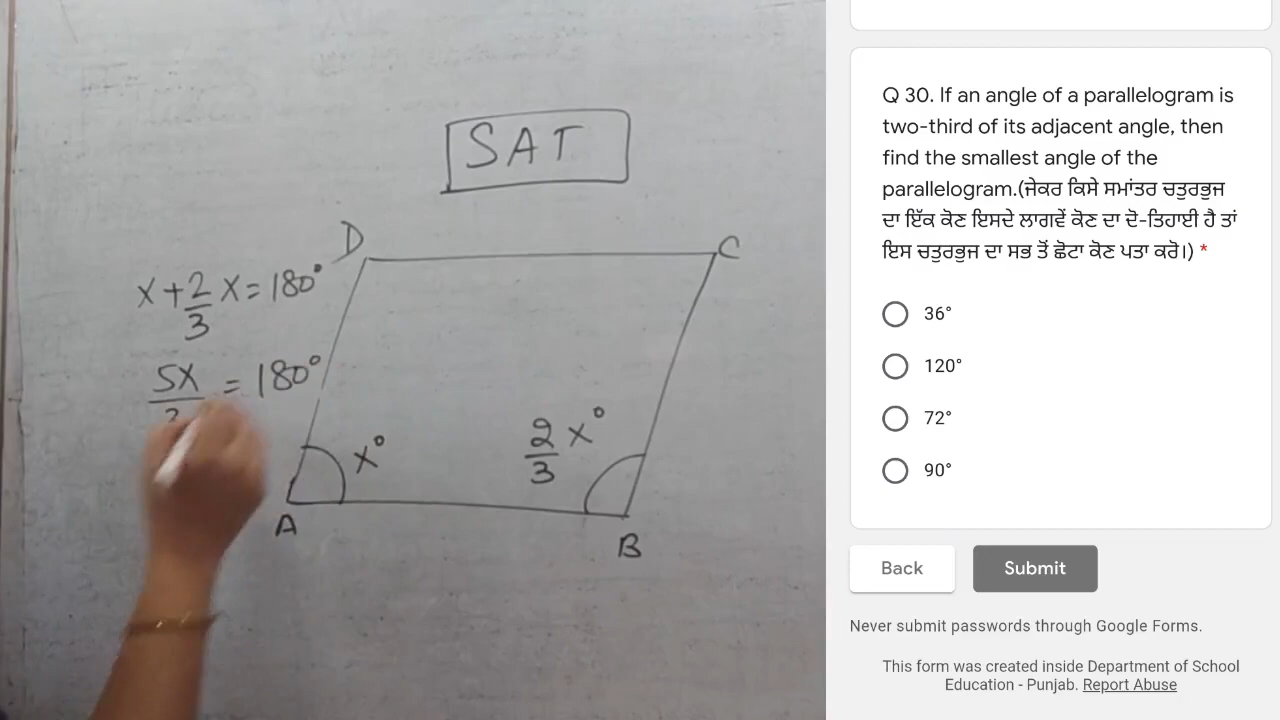 SAT
D
C
x + 2/3 x = 180°
5x/3 = 180°
x°
2/3 x°
A
B
Q 30. If an angle of a parallelogram is
two-third of its adjacent angle, then
find the smallest angle of the
parallelogram.(ਜੇਕਰ ਕਿਸੇ ਸਮਾਂਤਰ ਚਤੁਰਭੁਜ
ਦਾ ਇੱਕ ਕੋਣ ਇਸਦੇ ਲਾਗਵੇਂ ਕੋਣ ਦਾ ਦੋ-ਤਿਹਾਈ ਹੈ ਤਾਂ
ਇਸ ਚਤੁਰਭੁਜ ਦਾ ਸਭ ਤੋਂ ਛੋਟਾ ਕੋਣ ਪਤਾ ਕਰੋ।) *
36°
120°
72°
90°
Back
Submit
Never submit passwords through Google Forms.
This form was created inside Department of School
Education - Punjab. Report Abuse